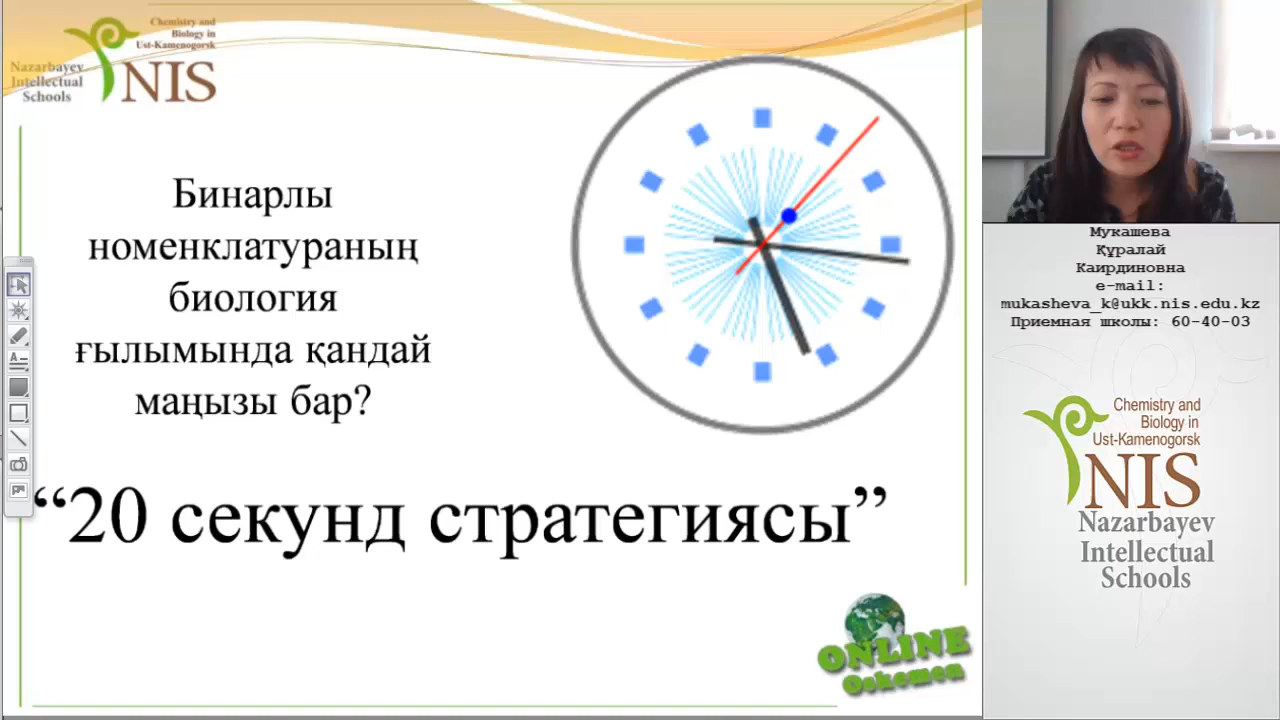 Chemistry and
Biology in
Ust-Kamenogorsk
Nazarbayev
Intellectual
Schools
NIS
Бинарлы
номенклатураның
биология
ғылымында қандай
маңызы бар?
“20 секунд стратегиясы”
ONLINE
Оскемен
Мукашева
Құралай
Каирдиновна
e-mail:
mukasheva_k@ukk.nis.edu.kz
Приемная школы: 60-40-03
Chemistry and
Biology in
Ust-Kamenogorsk
NIS
Nazarbayev
Intellectual
Schools